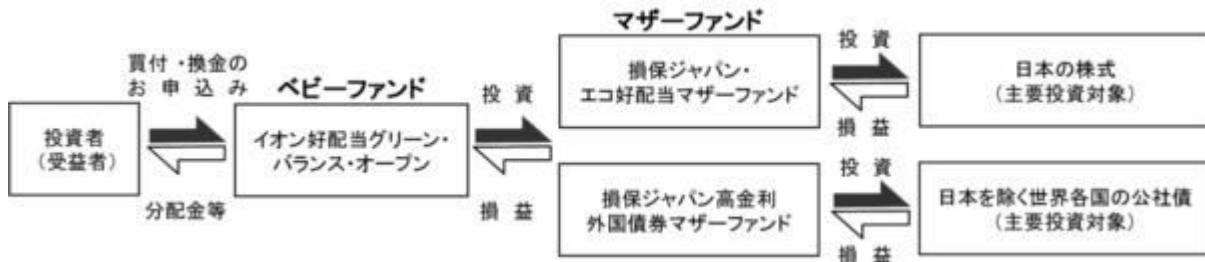 マザーファンド
買付・換金の
お申込み
ベビーファンド
投資
投資者
(受益者)
イオン好配当グリーン・
バランス・オープン
分配金等
損益
損保ジャパン・
エコ好配当マザーファンド
投資
損益
日本の株式
(主要投資対象)
損保ジャパン高金利
外国債券マザーファンド
投資
損益
日本を除く世界各国の公社債
(主要投資対象)